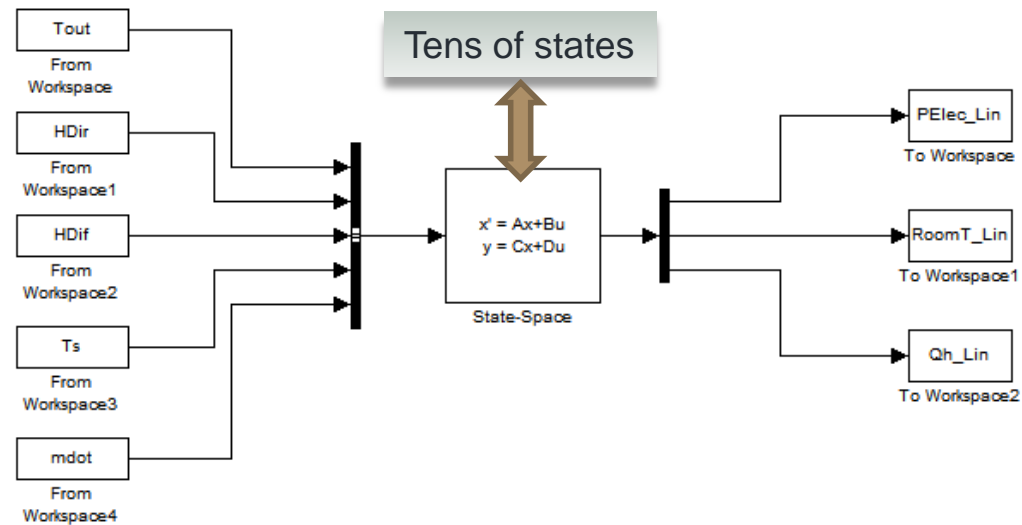 Tens of states
Tout
From
Workspace
HDir
From
Workspace1
HDif
From
Workspace2
Ts
From
Workspace3
mdot
From
Workspace4
x' = Ax+Bu
y = Cx+Du
State-Space
PElec_Lin
To Workspace
RoomT_Lin
To Workspace1
Qh_Lin
To Workspace2